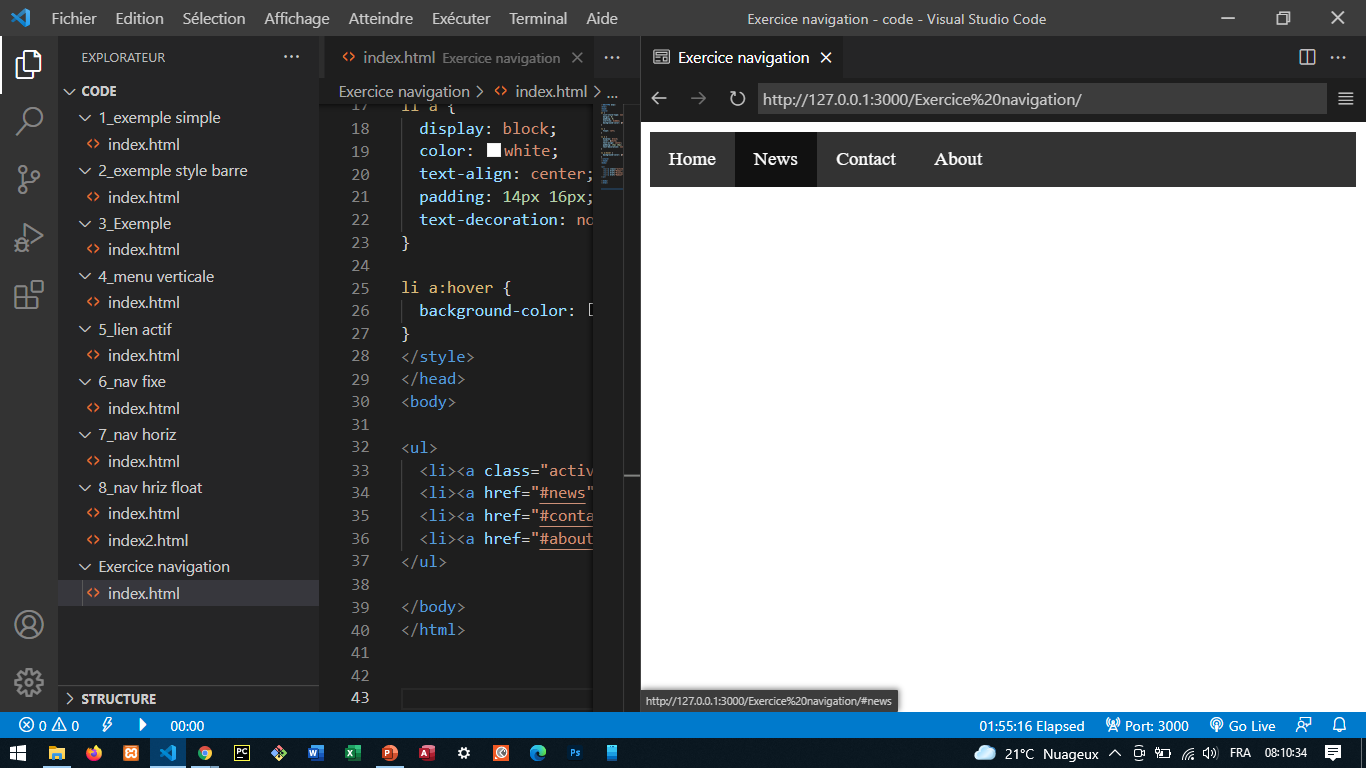 Fichier Edition Sélection Affichage Atteindre Exécuter Terminal Aide Exercice navigation - code - Visual Studio Code
EXPLORATEUR ...
CODE
1_exemple simple
index.html
2_exemple style barre
index.html
3_Exemple
index.html
4_menu verticale
index.html
5_lien actif
index.html
6_nav fixe
index.html
7_nav horiz
index.html
8_nav hriz float
index.html
index2.html
Exercice navigation
index.html
STRUCTURE
index.html Exercice navigation ...
Exercice navigation > index.html > ...
17 li a {
18 display: block;
19 color: white;
20 text-align: center;
21 padding: 14px 16px;
22 text-decoration: no
23 }
24
25 li a:hover {
26 background-color:
27 }
28 </style>
29 </head>
30 <body>
31
32 <ul>
33 <li><a class="activ
34 <li><a href="#news"
35 <li><a href="#conta
36 <li><a href="#about
37 </ul>
38
39 </body>
40 </html>
41
42
43
Exercice navigation ...
http://127.0.0.1:3000/Exercice%20navigation/
Home News Contact About
http://127.0.0.1:3000/Exercice%20navigation/#news
0 0 00:00 01:55:16 Elapsed Port: 3000 Go Live
PC W X P A Ps 21°C Nuageux FRA 08:10:34